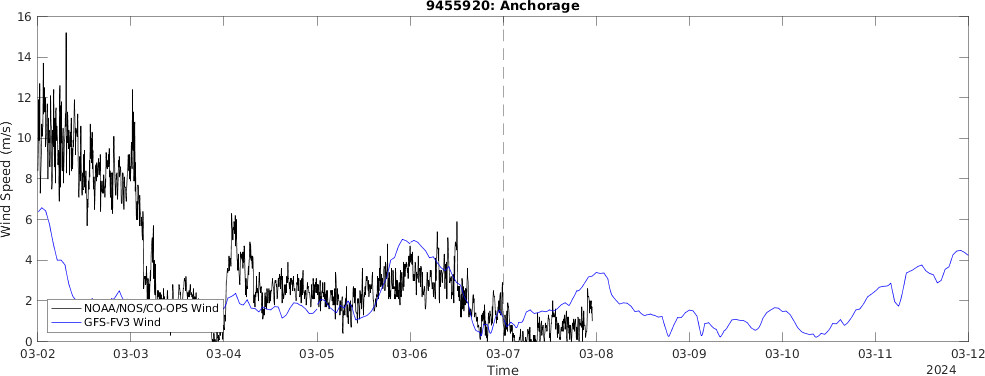 9455920: Anchorage
Wind Speed (m/s)
16
14
12
10
8
6
4
2
0
NOAA/NOS/CO-OPS Wind
GFS-FV3 Wind
03-02 03-03 03-04 03-05 03-06 03-07 03-08 03-09 03-10 03-11 03-12
Time
2024